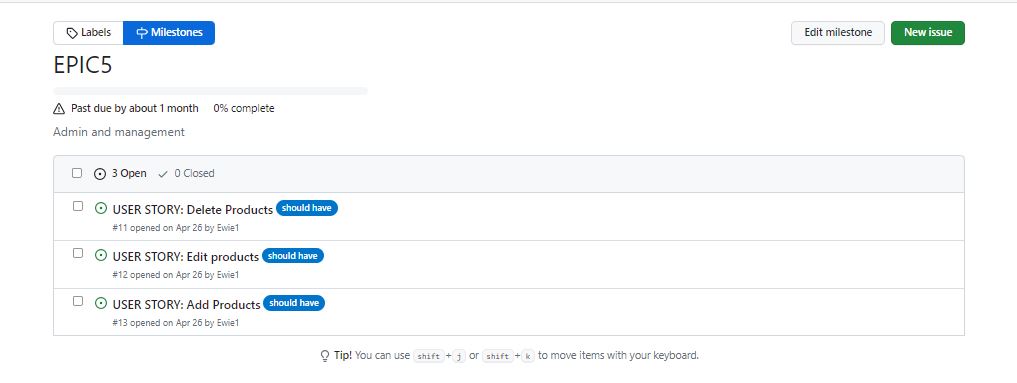 Labels Milestones Edit milestone New issue
EPIC5
Past due by about 1 month 0% complete
Admin and management
3 Open 0 Closed
USER STORY: Delete Products should have
#11 opened on Apr 26 by Ewie1
USER STORY: Edit products should have
#12 opened on Apr 26 by Ewie1
USER STORY: Add Products should have
#13 opened on Apr 26 by Ewie1
Tip! You can use shift+j or shift+k to move items with your keyboard.